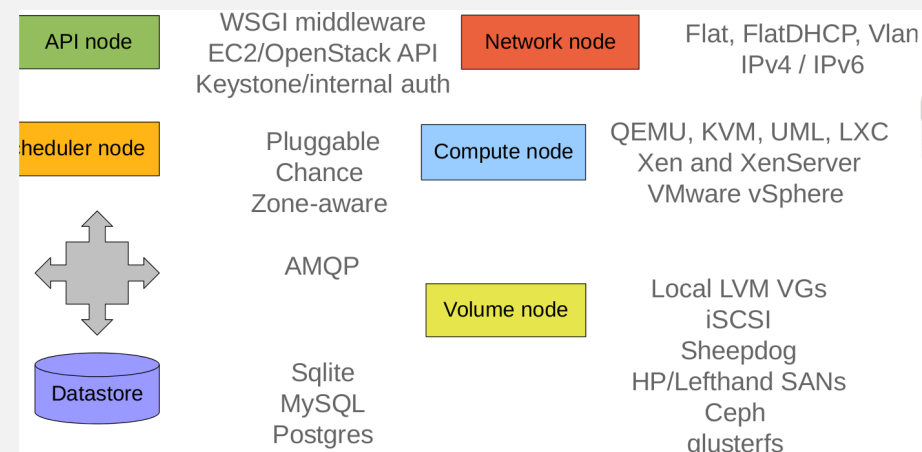 API node
WSGI middleware
EC2/OpenStack API
Keystone/internal auth
Network node
Flat, FlatDHCP, Vlan
IPv4 / IPv6
heduler node
Pluggable
Chance
Zone-aware
Compute node
QEMU, KVM, UML, LXC
Xen and XenServer
VMware vSphere
AMQP
Volume node
Local LVM VGs
iSCSI
Sheepdog
HP/Lefthand SANs
Ceph
glusterfs
Datastore
Sqlite
MySQL
Postgres